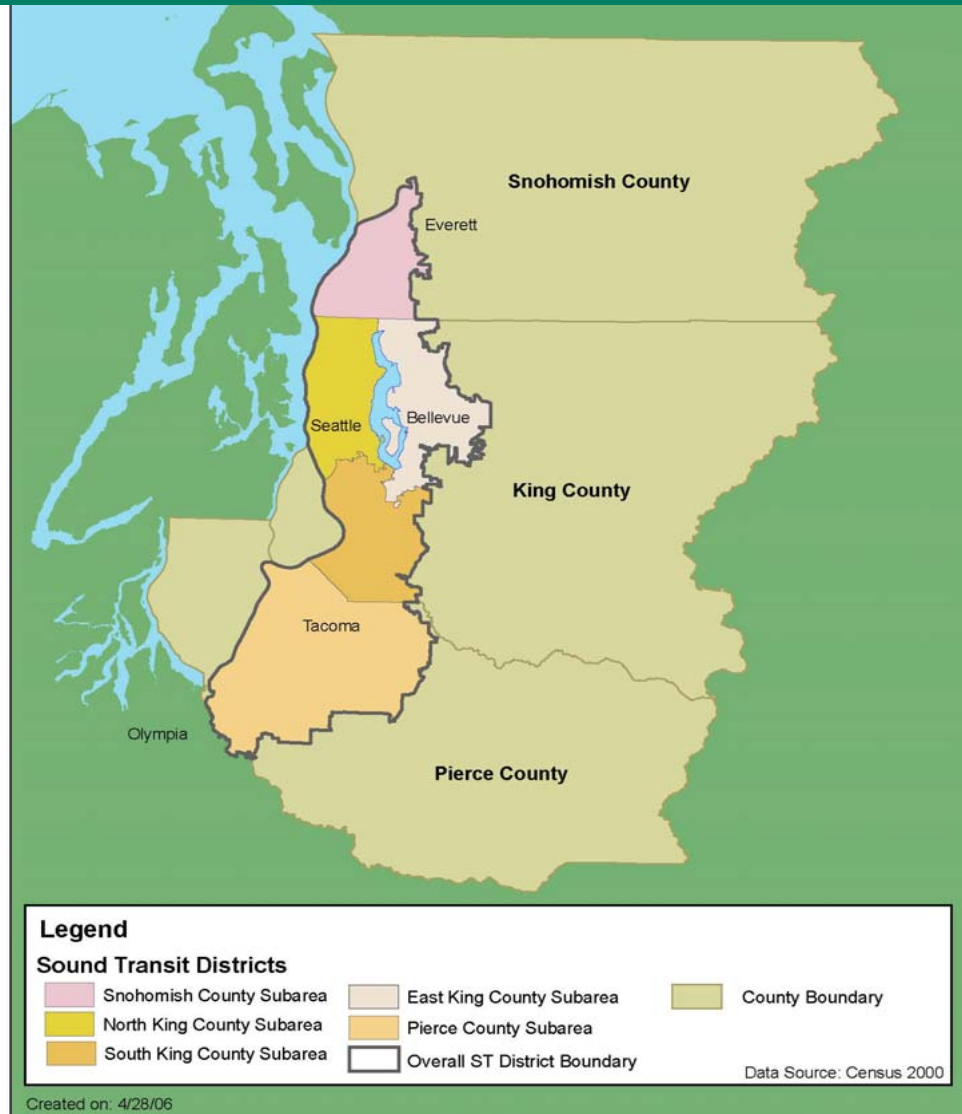 Snohomish County
Everett
Seattle
Bellevue
King County
Tacoma
Olympia
Pierce County
Legend
Sound Transit Districts
Snohomish County Subarea
North King County Subarea
South King County Subarea
East King County Subarea
Pierce County Subarea
Overall ST District Boundary
County Boundary
Data Source: Census 2000
Created on: 4/28/06